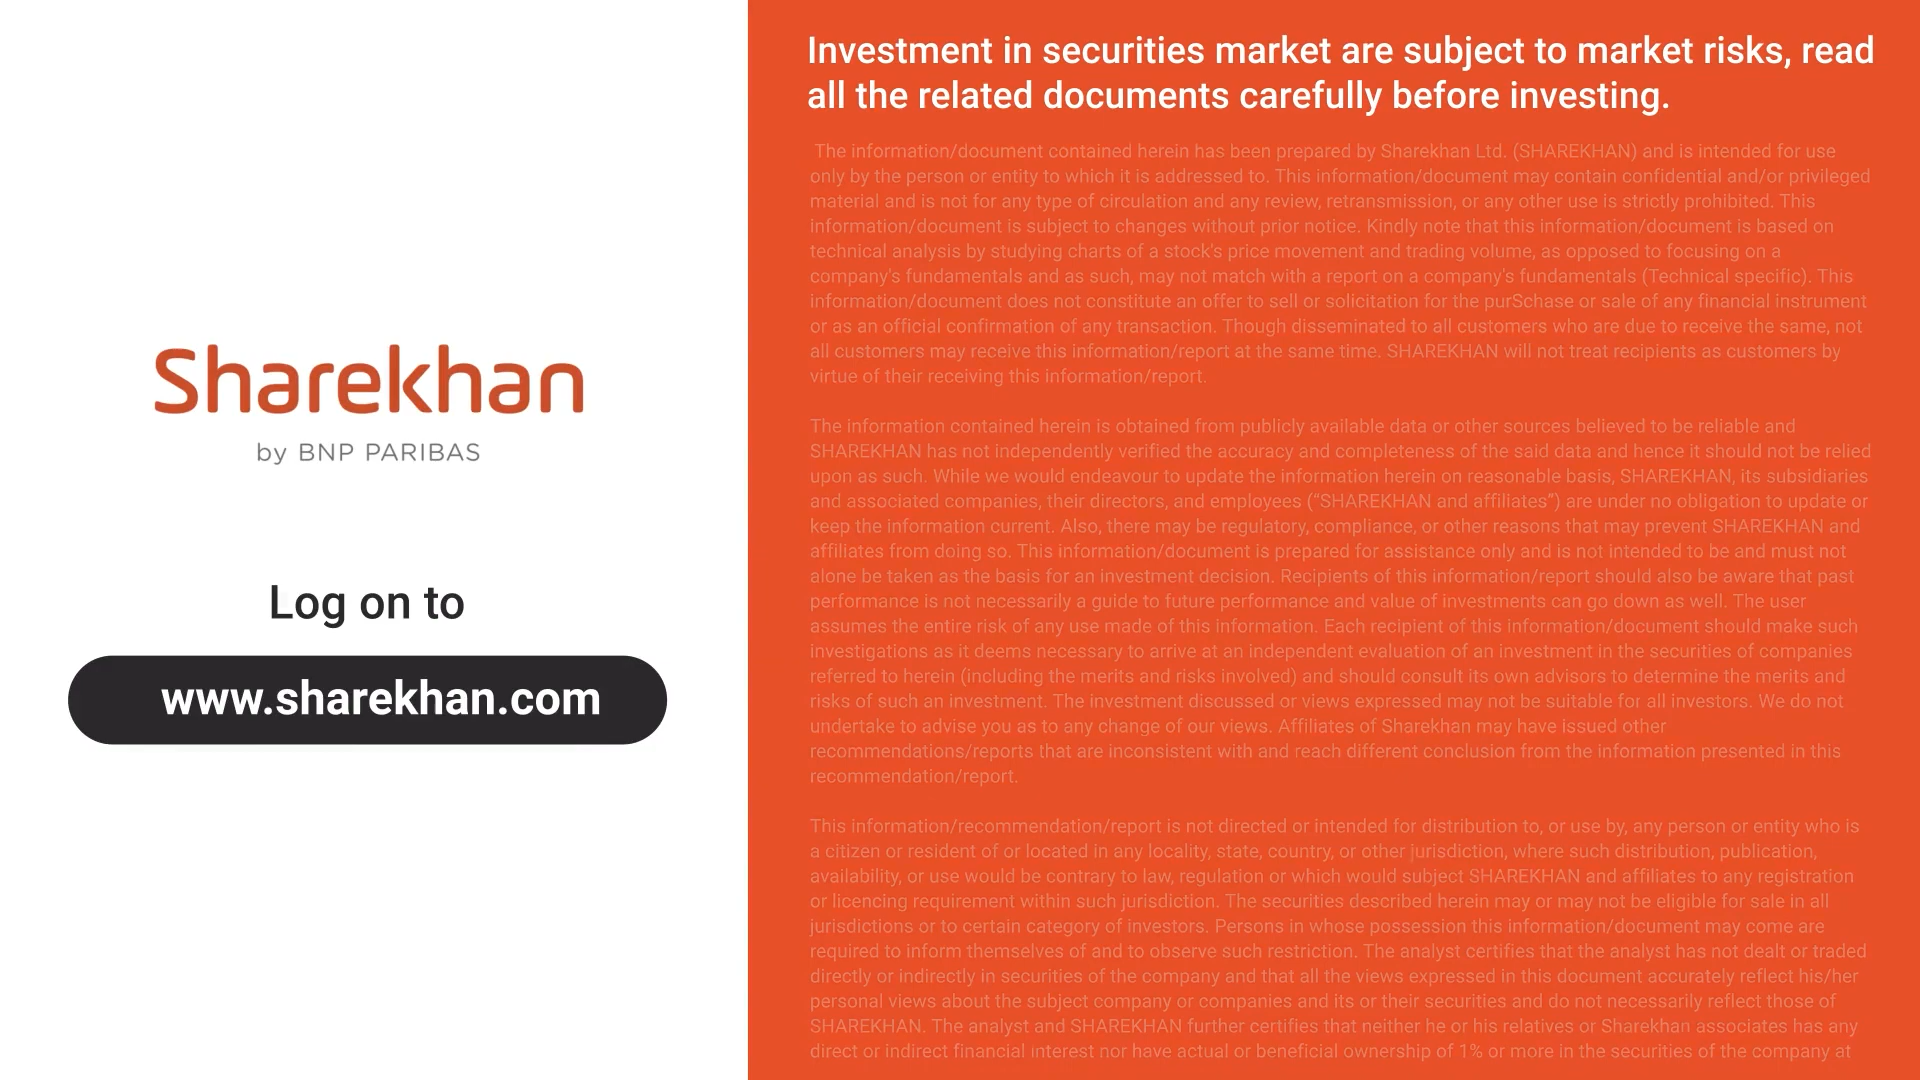 Sharekhan
by BNP PARIBAS
Log on to
www.sharekhan.com
Investment in securities market are subject to market risks, read
all the related documents carefully before investing.
The information/document contained herein has been prepared by Sharekhan Ltd. (SHAREKHAN) and is intended for use
only by the person or entity to which it is addressed to. This information/document may contain confidential and/or privileged
material and is not for any type of circulation and any review, retransmission, or any other use is strictly prohibited. This
information/document is subject to changes without prior notice. Kindly note that this information/document is based on
technical analysis by studying charts of a stock's price movement and trading volume, as opposed to focusing on a
company's fundamentals and as such, may not match with a report on a company's fundamentals (Technical specific). This
information/document does not constitute an offer to sell or solicitation for the purSchase or sale of any financial instrument
or as an official confirmation of any transaction. Though disseminated to all customers who are due to receive the same, not
all customers may receive this information/report at the same time. SHAREKHAN will not treat recipients as customers by
virtue of their receiving this information/report.
The information contained herein is obtained from publicly available data or other sources believed to be reliable and
SHAREKHAN has not independently verified the accuracy and completeness of the said data and hence it should not be relied
upon as such. While we would endeavour to update the information herein on reasonable basis, SHAREKHAN, its subsidiaries
and associated companies, their directors, and employees (“SHAREKHAN and affiliates”) are under no obligation to update or
keep the information current. Also, there may be regulatory, compliance, or other reasons that may prevent SHAREKHAN and
affiliates from doing so. This information/document is prepared for assistance only and is not intended to be and must not
alone be taken as the basis for an investment decision. Recipients of this information/report should also be aware that past
performance is not necessarily a guide to future performance and value of investments can go down as well. The user
assumes the entire risk of any use made of this information. Each recipient of this information/document should make such
investigations as it deems necessary to arrive at an independent evaluation of an investment in the securities of companies
referred to herein (including the merits and risks involved) and should consult its own advisors to determine the merits and
risks of such an investment. The investment discussed or views expressed may not be suitable for all investors. We do not
undertake to advise you as to any change of our views. Affiliates of Sharekhan may have issued other
recommendations/reports that are inconsistent with and reach different conclusion from the information presented in this
recommendation/report.
This information/recommendation/report is not directed or intended for distribution to, or use by, any person or entity who is
a citizen or resident of or located in any locality, state, country, or other jurisdiction, where such distribution, publication,
availability, or use would be contrary to law, regulation or which would subject SHAREKHAN and affiliates to any registration
or licencing requirement within such jurisdiction. The securities described herein may or may not be eligible for sale in all
jurisdictions or to certain category of investors. Persons in whose possession this information/document may come are
required to inform themselves of and to observe such restriction. The analyst certifies that the analyst has not dealt or traded
directly or indirectly in securities of the company and that all the views expressed in this document accurately reflect his/her
personal views about the subject company or companies and its or their securities and do not necessarily reflect those of
SHAREKHAN. The analyst and SHAREKHAN further certifies that neither he or his relatives or Sharekhan associates has any
direct or indirect financial interest nor have actual or beneficial ownership of 1% or more in the securities of the company at